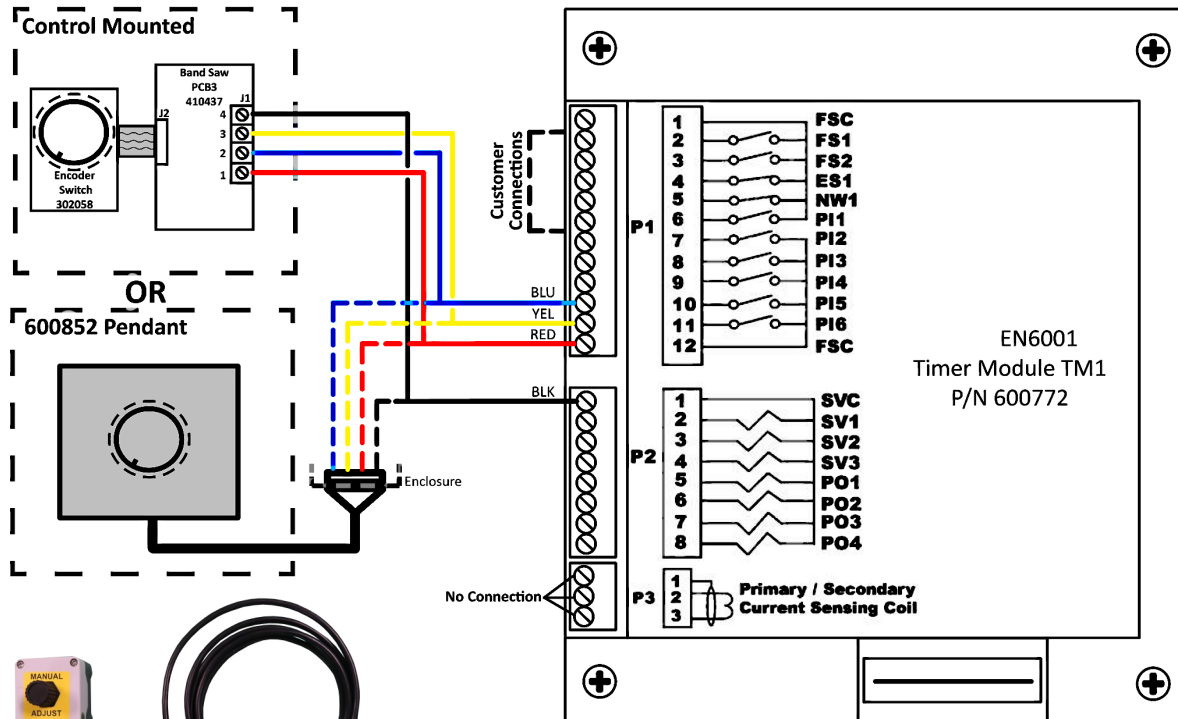 Control Mounted
Band Saw
PCB3
410437
J1
J2
4
3
2
1
Encoder
Switch
302058
OR
600852 Pendant
Enclosure
Customer
Connections
BLU
YEL
RED
BLK
No Connection
P1
1 FSC
2 FS1
3 FS2
4 ES1
5 NW1
6 PI1
7 PI2
8 PI3
9 PI4
10 PI5
11 PI6
12 FSC
P2
1 SVC
2 SV1
3 SV2
4 SV3
5 PO1
6 PO2
7 PO3
8 PO4
P3
1
2
3
Primary / Secondary
Current Sensing Coil
EN6001
Timer Module TM1
P/N 600772
MANUAL
ADJUST